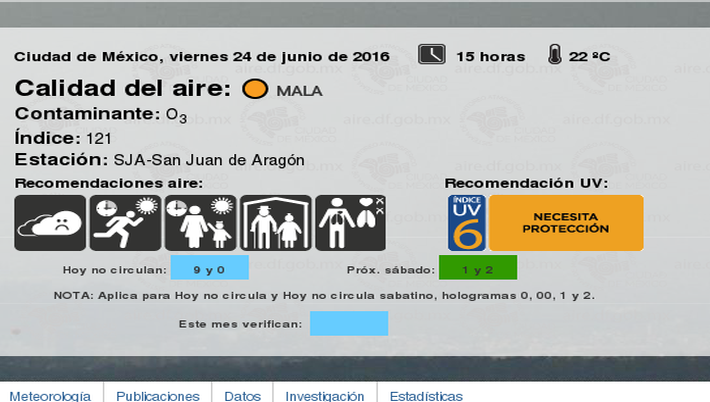 Ciudad de México, viernes 24 de junio de 2016 15 horas 22 ºC
Calidad del aire: MALA
Contaminante: O3
Índice: 121
Estación: SJA-San Juan de Aragón
Recomendaciones aire: Recomendación UV:
ÍNDICE
UV
6
NECESITA
PROTECCIÓN
Hoy no circulan: 9 y 0 Próx. sábado: 1 y 2
NOTA: Aplica para Hoy no circula y Hoy no circula sabatino, hologramas 0, 00, 1 y 2.
Este mes verifican:
Meteorología Publicaciones Datos Investigación Estadísticas